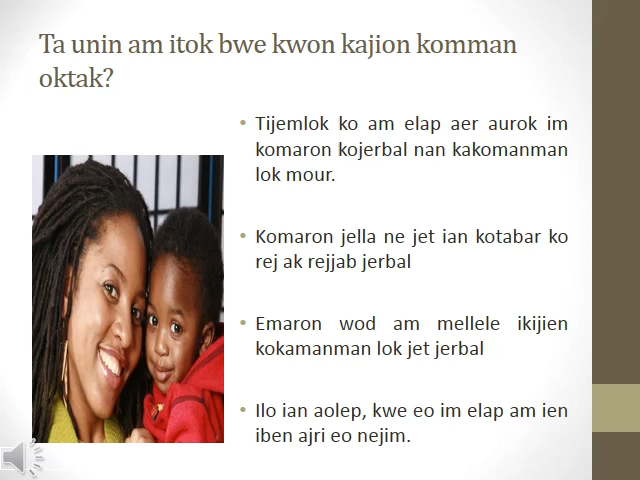 Ta unin am itok bwe kwon kajion komman
oktak?
• Tijemlok ko am elap aer aurok im
komaron kojerbal nan kakomanman
lok mour.
• Komaron jella ne jet ian kotabar ko
rej ak rejjab jerbal
• Emaron wod am mellele ikijien
kokamanman lok jet jerbal
• Ilo ian aolep, kwe eo im elap am ien
iben ajri eo nejim.